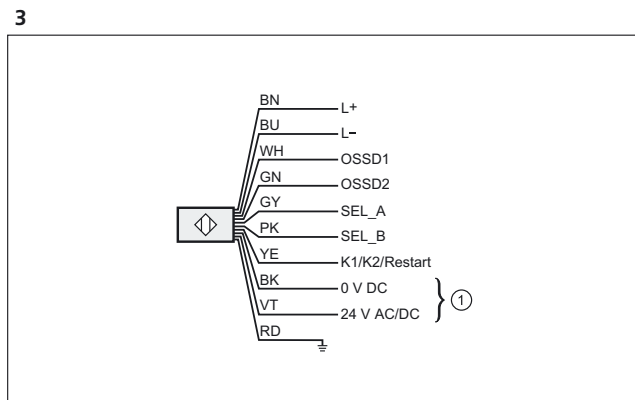 3
BN L+
BU L–
WH OSSD1
GN OSSD2
GY SEL_A
PK SEL_B
YE K1/K2/Restart
BK 0 V DC
VT 24 V AC/DC
1
RD